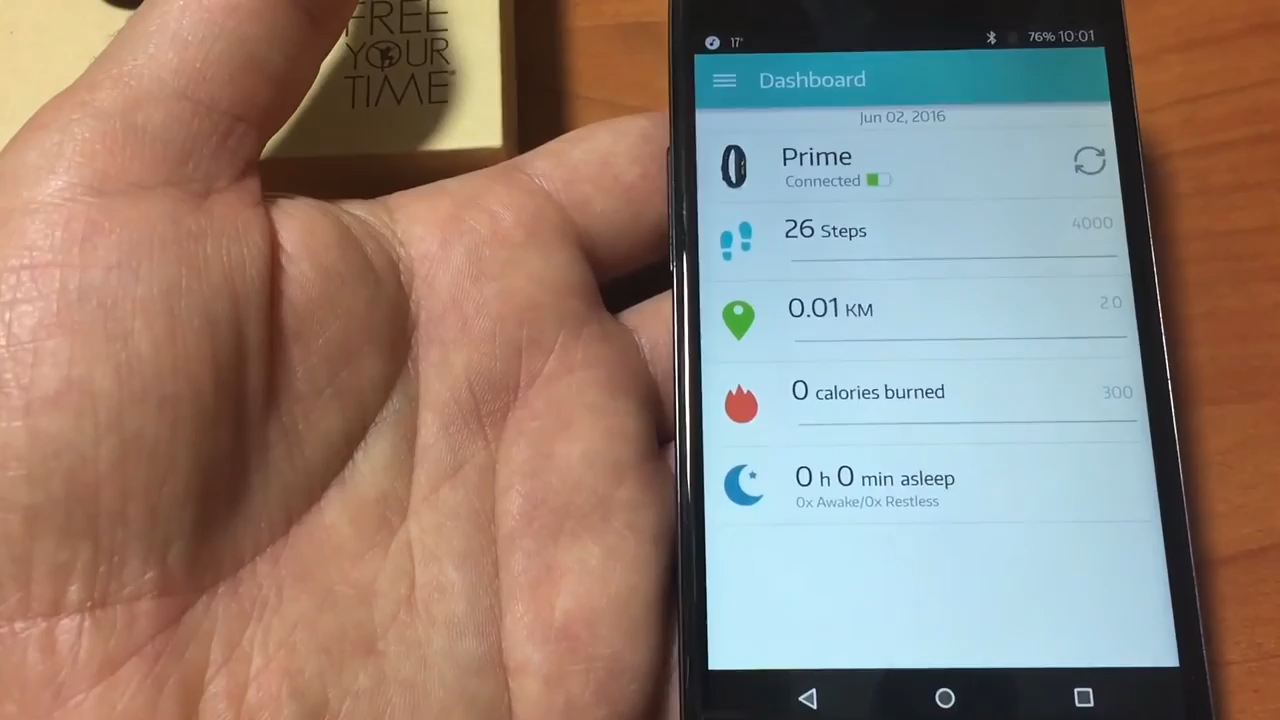 FREE
YOUR
TIME
17°
76% 10:01
Dashboard
Jun 02, 2016
Prime
Connected
26 Steps
4000
0.01 KM
2.0
0 calories burned
300
0 h 0 min asleep
0x Awake/0x Restless